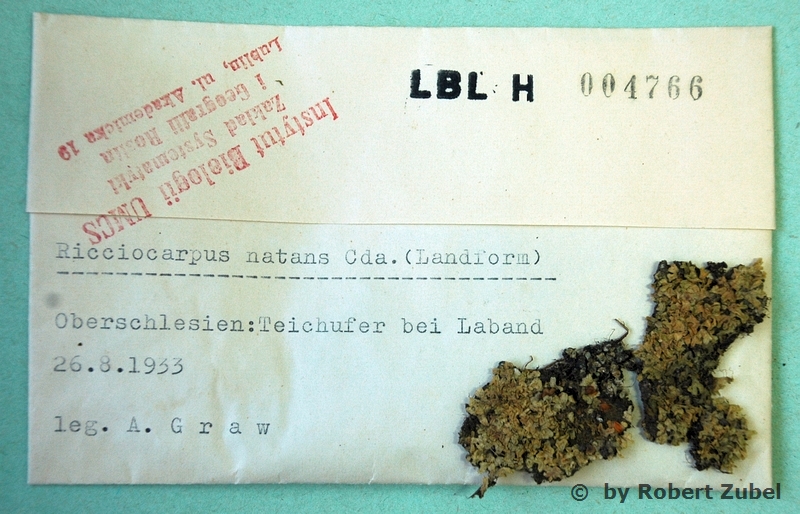 LBL H 004766
Instytut Biologii UMCS
Zakład Systematyki
i Geografii Roślin
Lublin, ul. Akademicka 19
Ricciocarpus natans Cda.(Landform)
Oberschlesien:Teichufer bei Laband
26.8.1933
leg. A. G r a w
© by Robert Zubel